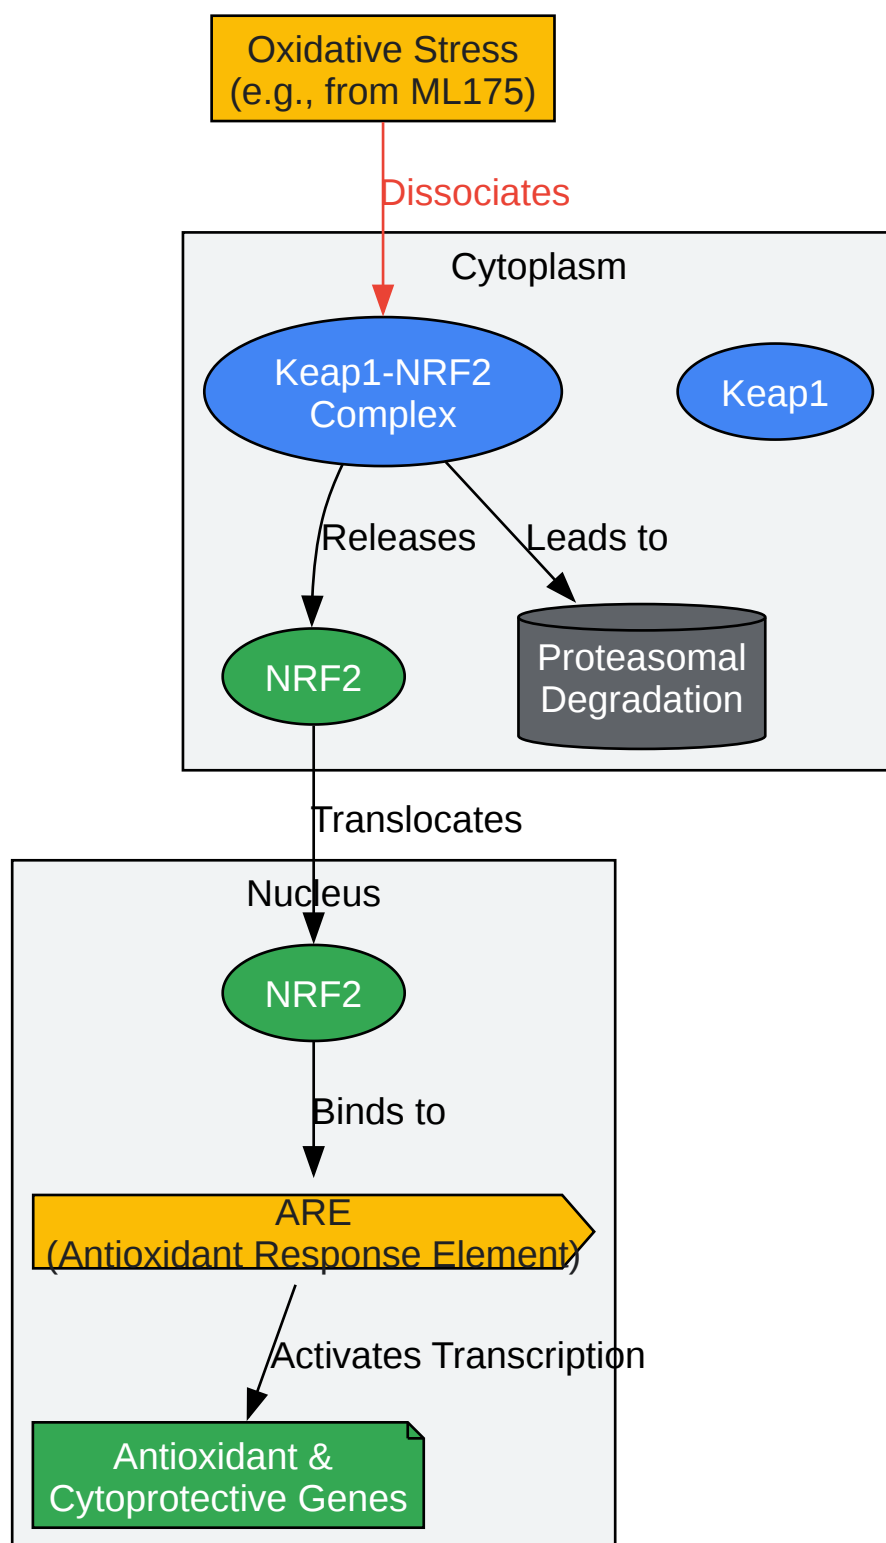 Oxidative Stress
(e.g., from ML175)
Dissociates
Cytoplasm
Keap1-NRF2
Complex
Keap1
Releases
Leads to
NRF2
Proteasomal
Degradation
Translocates
Nucleus
NRF2
Binds to
ARE
(Antioxidant Response Element)
Activates Transcription
Antioxidant &
Cytoprotective Genes